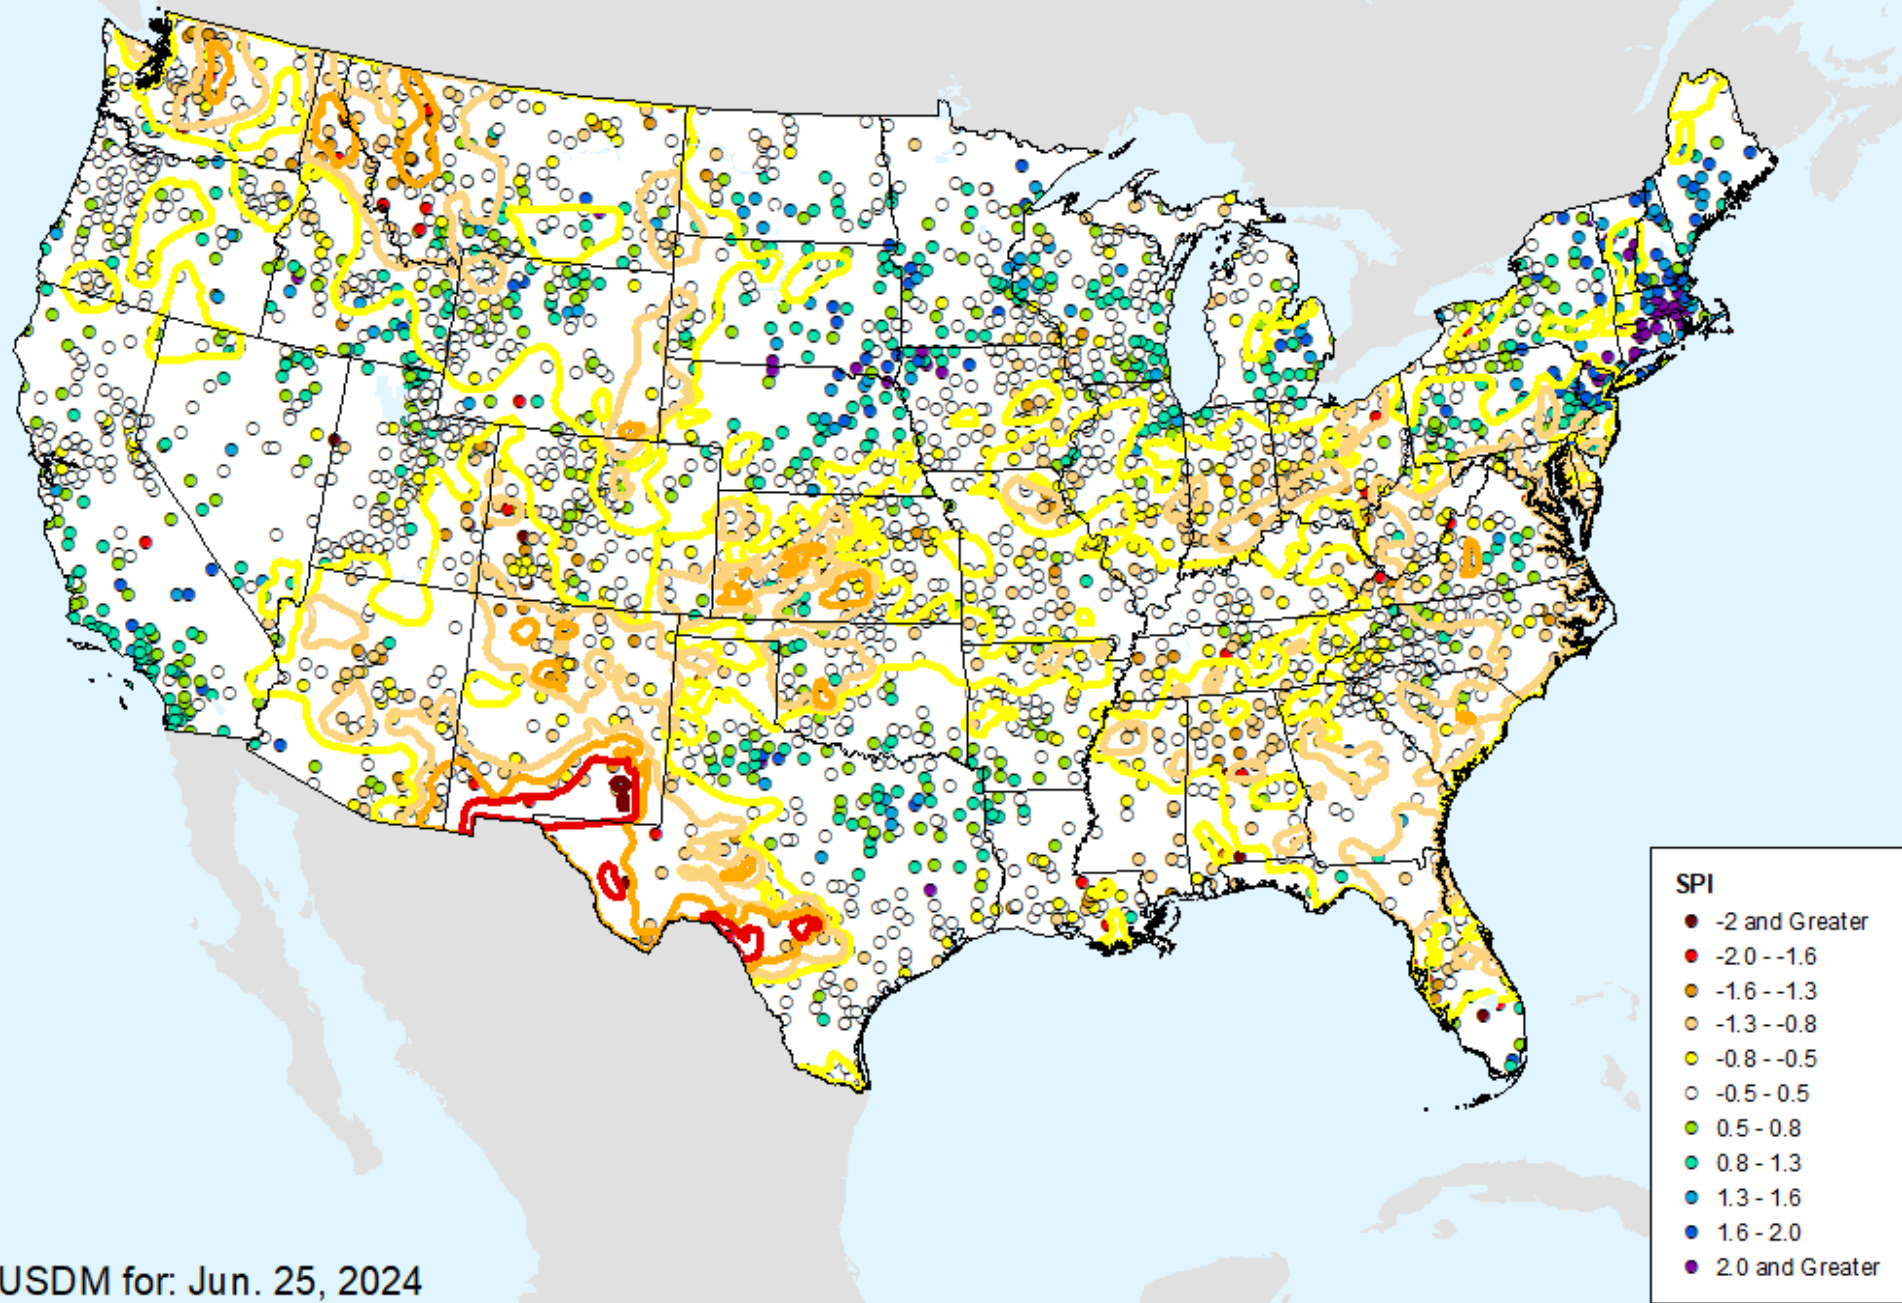 SPI
-2 and Greater
-2.0 - -1.6
-1.6 - -1.3
-1.3 - -0.8
-0.8 - -0.5
-0.5 - 0.5
0.5 - 0.8
0.8 - 1.3
1.3 - 1.6
1.6 - 2.0
2.0 and Greater
USDM for: Jun. 25, 2024